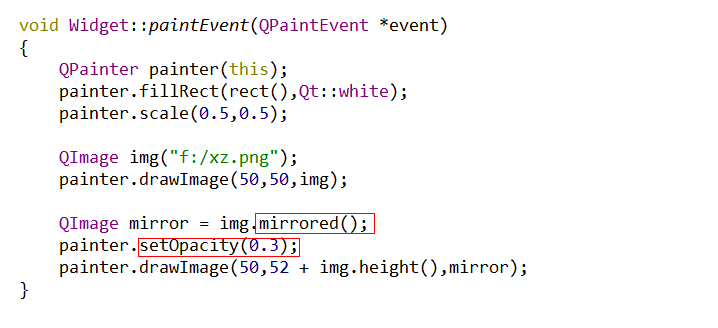 void Widget::paintEvent(QPaintEvent *event)
{
    QPainter painter(this);
    painter.fillRect(rect(),Qt::white);
    painter.scale(0.5,0.5);

    QImage img("f:/xz.png");
    painter.drawImage(50,50,img);

    QImage mirror = img.mirrored();
    painter.setOpacity(0.3);
    painter.drawImage(50,52 + img.height(),mirror);
}